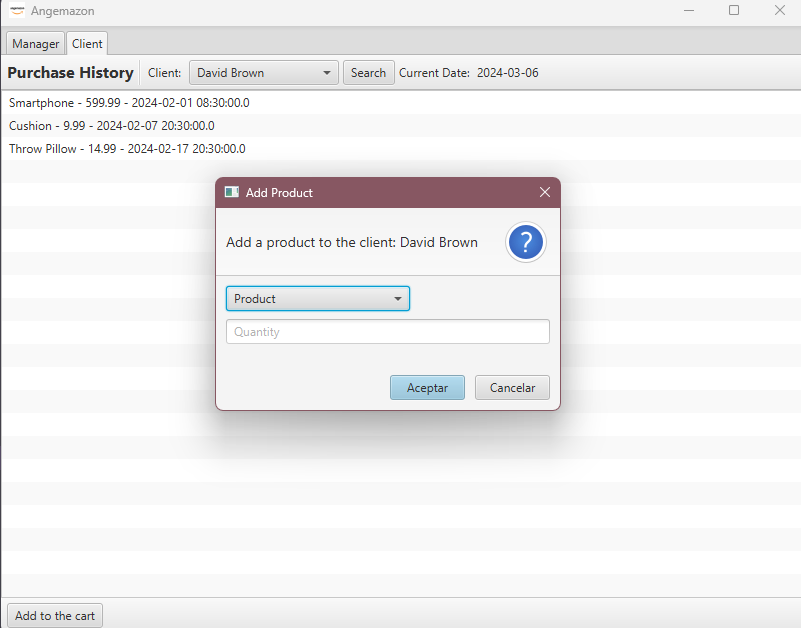 Angemazon
Manager Client
Purchase History Client: David Brown Search Current Date: 2024-03-06
Smartphone - 599.99 - 2024-02-01 08:30:00.0
Cushion - 9.99 - 2024-02-07 20:30:00.0
Throw Pillow - 14.99 - 2024-02-17 20:30:00.0
Add Product
Add a product to the client: David Brown ?
Product
Quantity
Aceptar Cancelar
Add to the cart